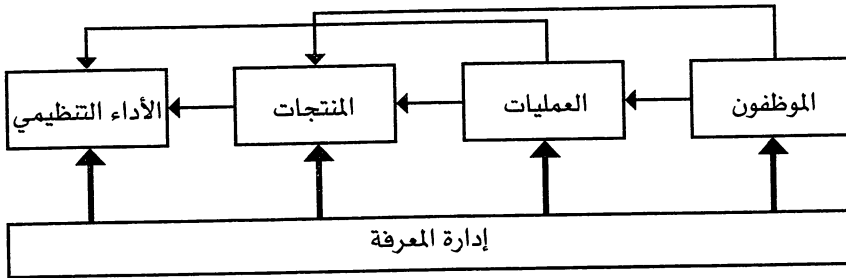 الموظفون
العمليات
المنتجات
الأداء التنظيمي
إدارة المعرفة